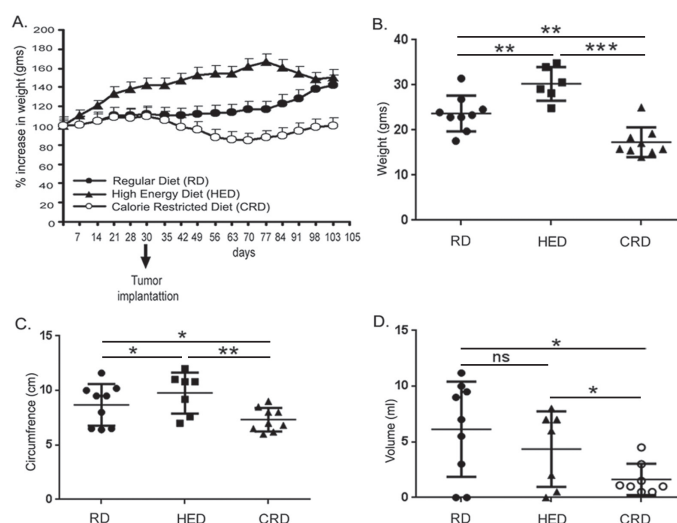 A.
% increase in weight (gms)
200
180
160
140
120
100
80
60
40
20
0
Regular Diet (RD)
High Energy Diet (HED)
Calorie Restricted Diet (CRD)
7 14 21 28 30 35 42 49 56 63 70 77 84 91 98 103 105
days
Tumor
implantattion
B.
Weight (gms)
40
30
20
10
0
**
** ***
RD HED CRD
C.
Circumfrence (cm)
15
10
5
0
*
* **
RD HED CRD
D.
Volume (ml)
15
10
5
0
*
ns
*
RD HED CRD